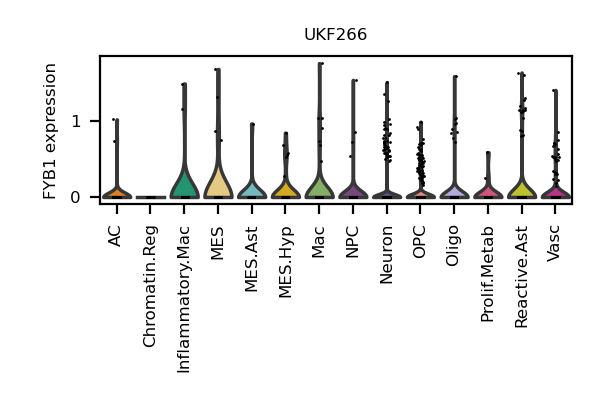 UKF266
FYB1 expression
1
0
AC
Chromatin.Reg
Inflammatory.Mac
MES
MES.Ast
MES.Hyp
Mac
NPC
Neuron
OPC
Oligo
Prolif.Metab
Reactive.Ast
Vasc